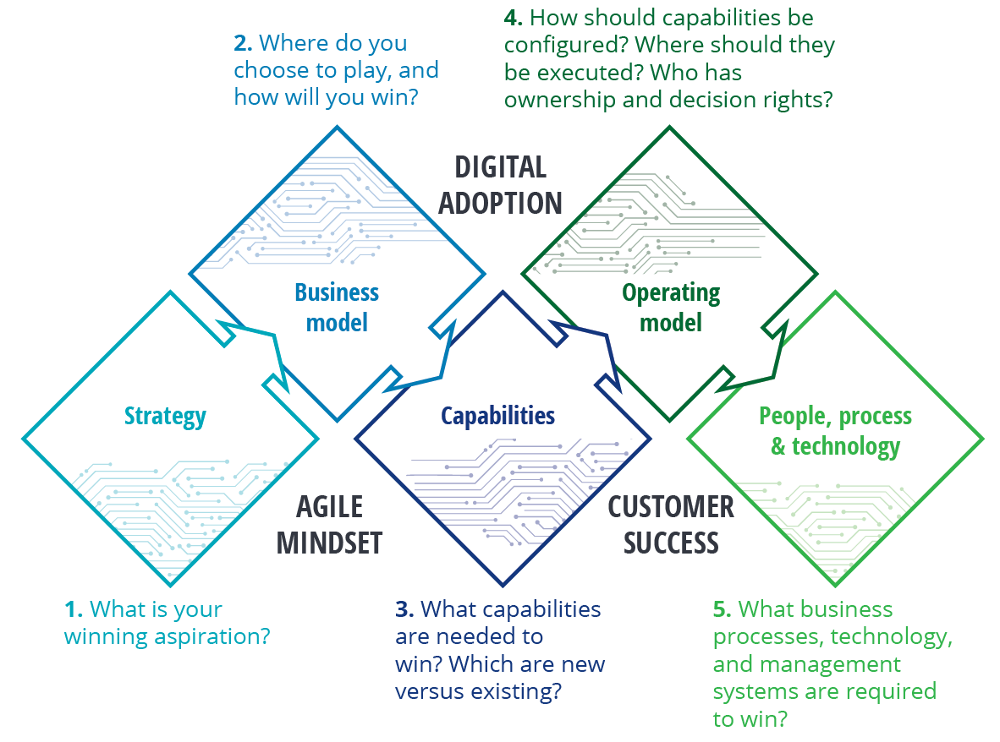 2. Where do you
choose to play, and
how will you win?
4. How should capabilities be
configured? Where should they
be executed? Who has
ownership and decision rights?
DIGITAL
ADOPTION
Business
model
Operating
model
Strategy
Capabilities
People, process
& technology
AGILE
MINDSET
CUSTOMER
SUCCESS
1. What is your
winning aspiration?
3. What capabilities
are needed to
win? Which are new
versus existing?
5. What business
processes, technology,
and management
systems are required
to win?